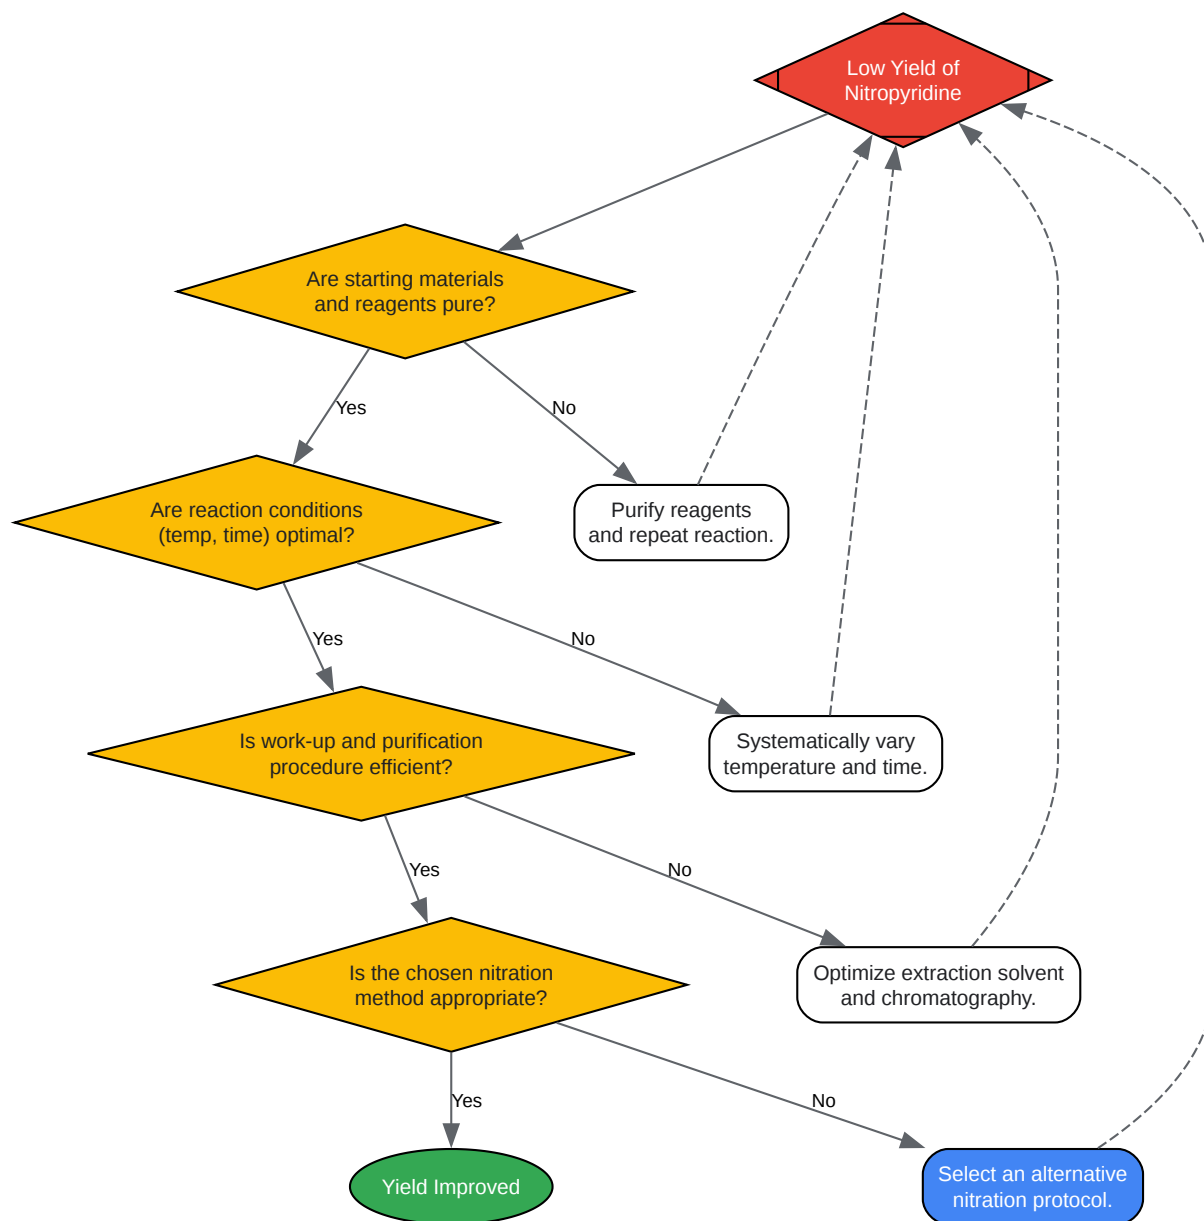 Low Yield of
Nitropyridine
Are starting materials
and reagents pure?
Yes
No
Are reaction conditions
(temp, time) optimal?
Purify reagents
and repeat reaction.
Yes
No
Is work-up and purification
procedure efficient?
Systematically vary
temperature and time.
Yes
No
Is the chosen nitration
method appropriate?
Optimize extraction solvent
and chromatography.
Yes
No
Yield Improved
Select an alternative
nitration protocol.